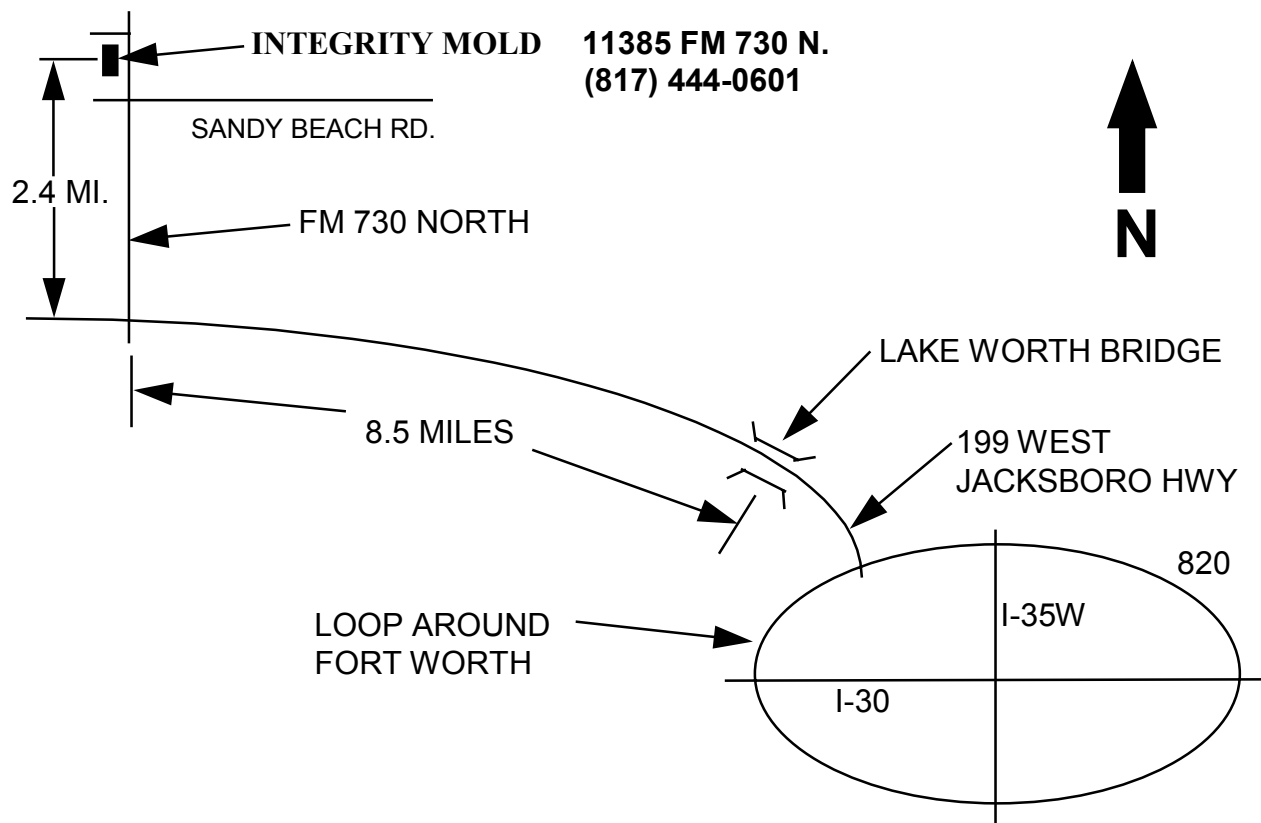 INTEGRITY MOLD 11385 FM 730 N.
(817) 444-0601
SANDY BEACH RD.
2.4 MI.
FM 730 NORTH
N
LAKE WORTH BRIDGE
8.5 MILES
199 WEST
JACKSBORO HWY
820
I-35W
LOOP AROUND
FORT WORTH
I-30